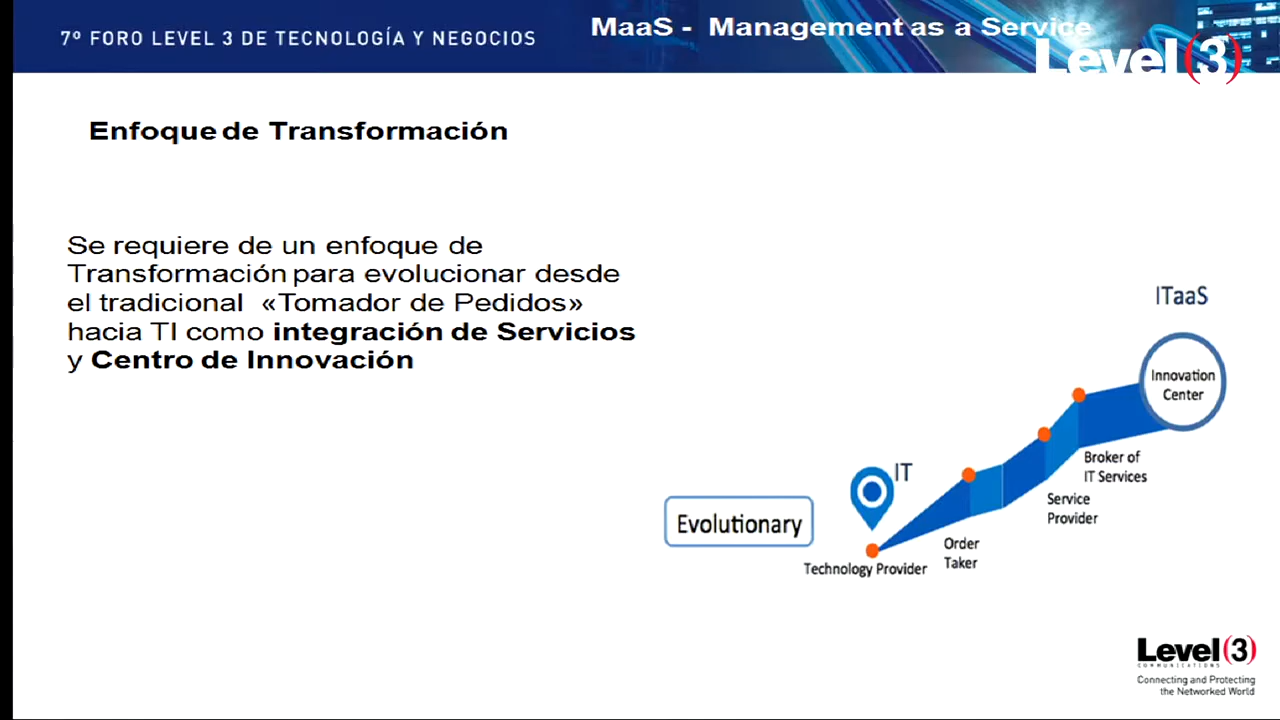 7º FORO LEVEL 3 DE TECNOLOGÍA Y NEGOCIOS
MaaS - Management as a Service
Level (3)
Enfoque de Transformación
Se requiere de un enfoque de
Transformación para evolucionar desde
el tradicional «Tomador de Pedidos»
hacia TI como integración de Servicios
y Centro de Innovación
ITaaS
Innovation
Center
Broker of
IT Services
Service
Provider
IT
Evolutionary
Order
Taker
Technology Provider
Level (3)
COMMUNICATIONS
Connecting and Protecting
the Networked World